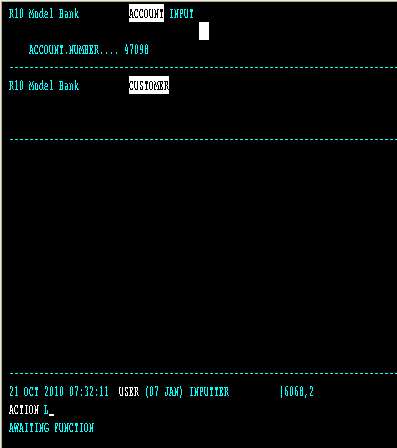 R10 Model Bank ACCOUNT INPUT
ACCOUNT.NUMBER.... 47090
R10 Model Bank CUSTOMER
21 OCT 2010 07:32:11 USER (07 JAN) INPUTTER |6060,2
ACTION L_
AWAITING FUNCTION